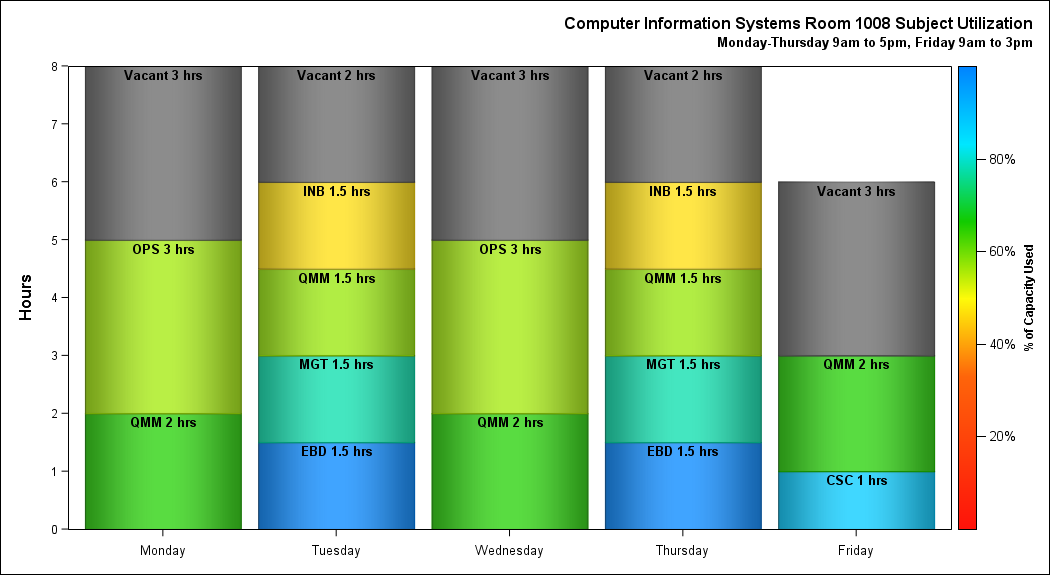 Computer Information Systems Room 1008 Subject Utilization
Monday-Thursday 9am to 5pm, Friday 9am to 3pm
Hours
8
7
6
5
4
3
2
1
0
Vacant 3 hrs
OPS 3 hrs
QMM 2 hrs
Vacant 2 hrs
INB 1.5 hrs
QMM 1.5 hrs
MGT 1.5 hrs
EBD 1.5 hrs
Vacant 3 hrs
OPS 3 hrs
QMM 2 hrs
Vacant 2 hrs
INB 1.5 hrs
QMM 1.5 hrs
MGT 1.5 hrs
EBD 1.5 hrs
Vacant 3 hrs
QMM 2 hrs
CSC 1 hrs
Monday Tuesday Wednesday Thursday Friday
80%
60%
40%
20%
% of Capacity Used